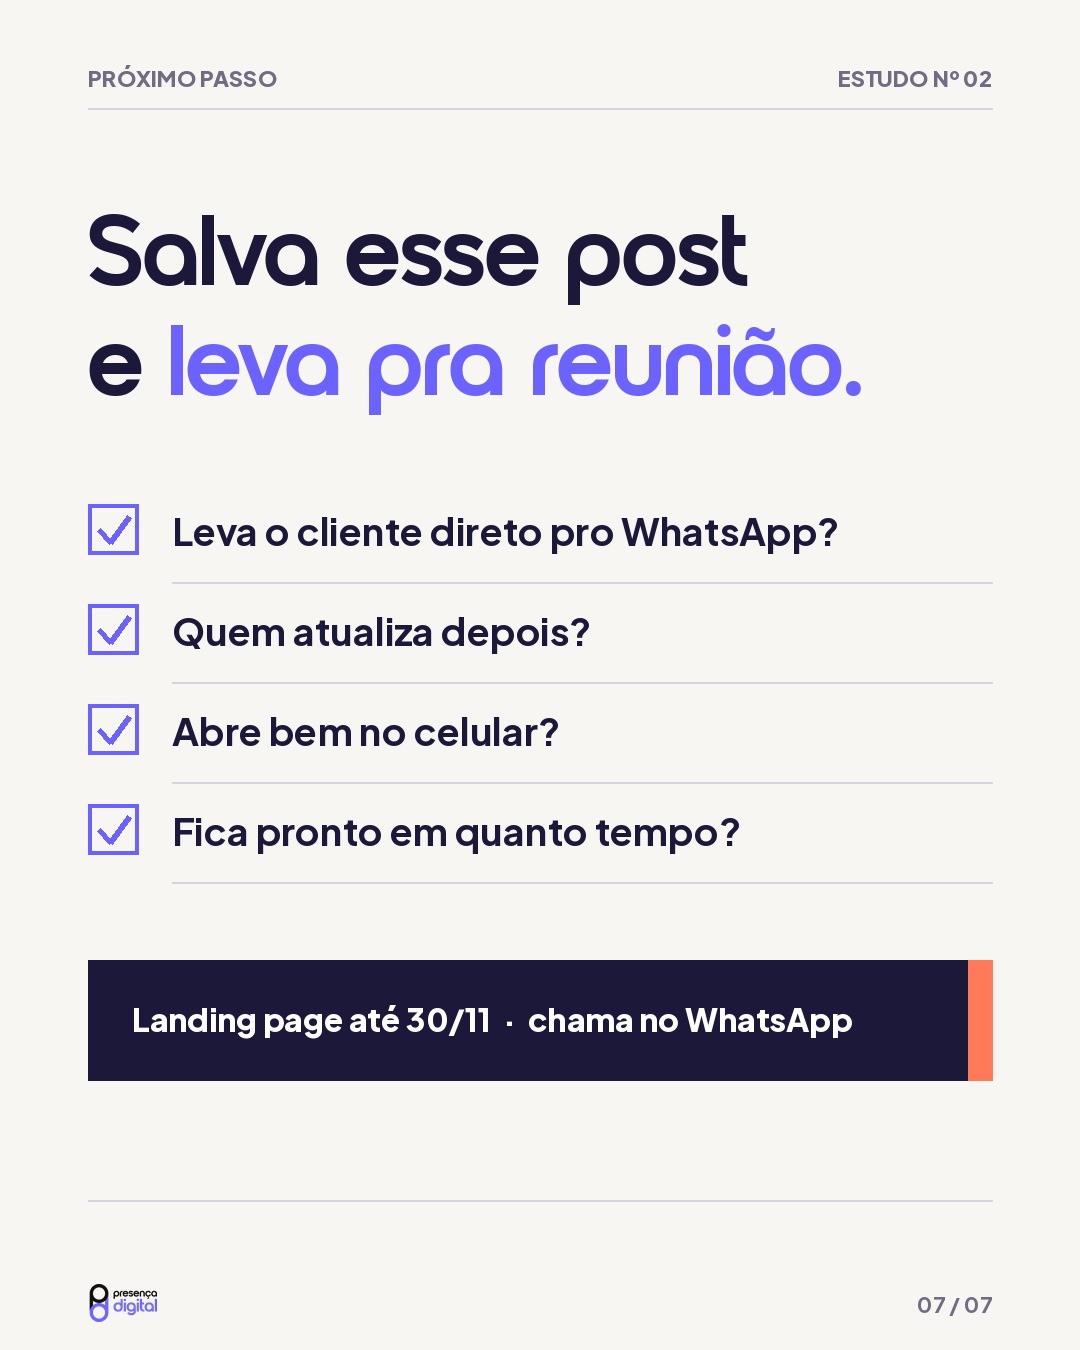 PRÓXIMO PASSO
ESTUDO Nº 02
Salva esse post
e leva pra reunião.
Leva o cliente direto pro WhatsApp?
Quem atualiza depois?
Abre bem no celular?
Fica pronto em quanto tempo?
Landing page até 30/11 · chama no WhatsApp
presença
digital
07 / 07